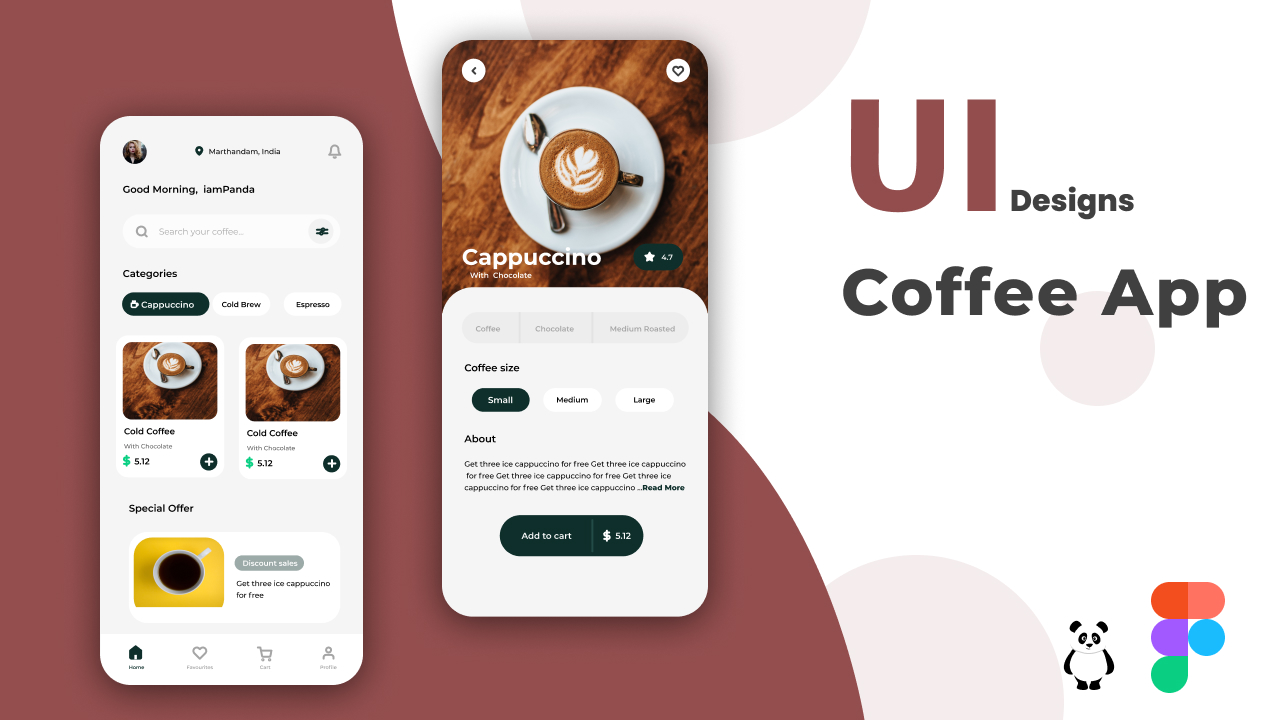 Marthandam, India
Good Morning,  iamPanda
Search your coffee...
Categories
Cappuccino
Cold Brew
Espresso
Cold Coffee
With Chocolate
$ 5.12
Cold Coffee
With Chocolate
$ 5.12
Special Offer
Discount sales
Get three ice cappuccino
for free
Home
Favourites
Cart
Profile
Cappuccino
4.7
With  Chocolate
Coffee
Chocolate
Medium Roasted
Coffee size
Small
Medium
Large
About
Get three ice cappuccino for free Get three ice cappuccino
for free Get three ice cappuccino for free Get three ice
cappuccino for free Get three ice cappuccino ...Read More
Add to cart
$ 5.12
UI Designs
Coffee App